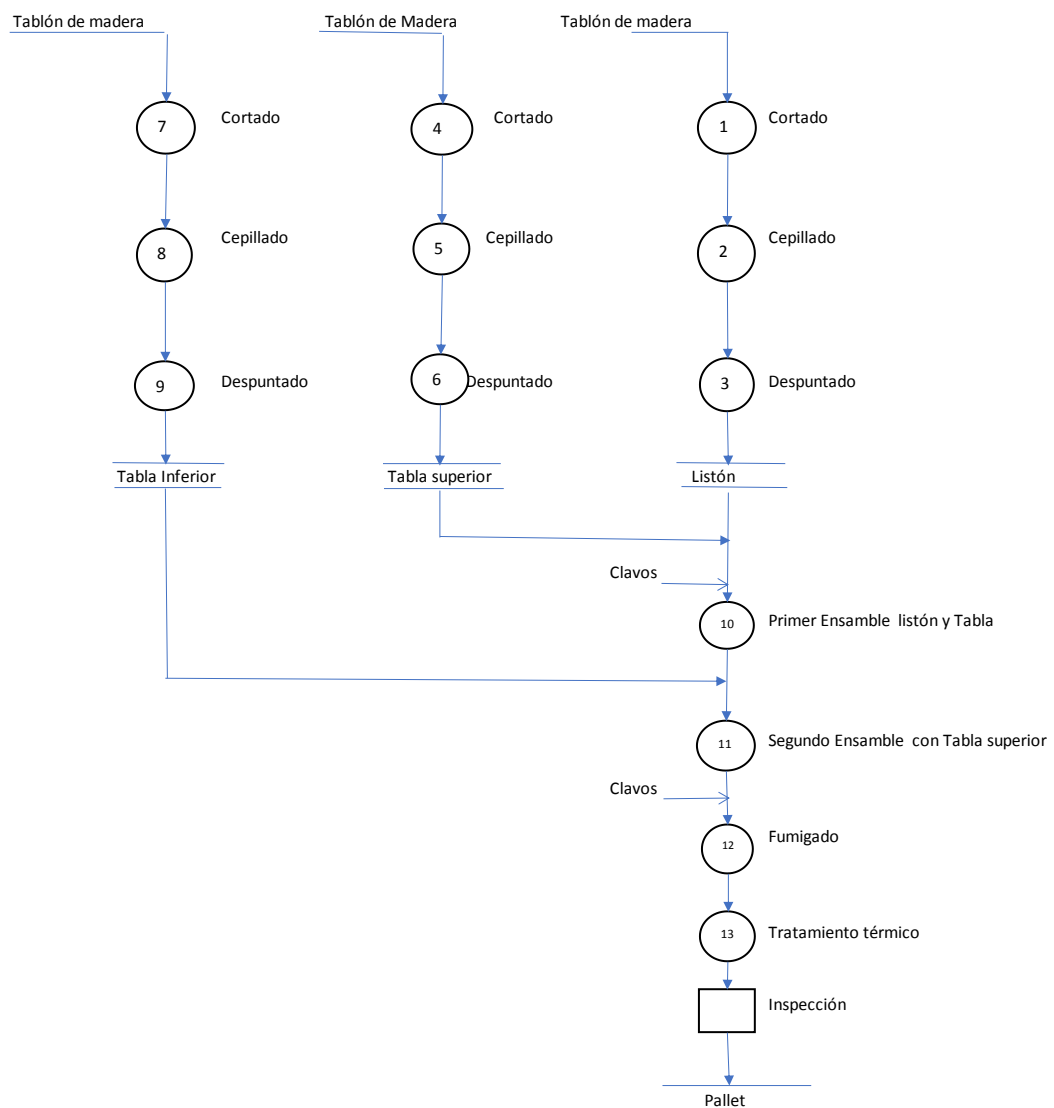 Tablón de madera
Tablón de Madera
Tablón de madera
7
Cortado
4
Cortado
1
Cortado
8
Cepillado
5
Cepillado
2
Cepillado
9
Despuntado
6
Despuntado
3
Despuntado
Tabla Inferior
Tabla superior
Listón
Clavos
10
Primer Ensamble listón y Tabla
11
Segundo Ensamble con Tabla superior
Clavos
12
Fumigado
13
Tratamiento térmico
Inspección
Pallet